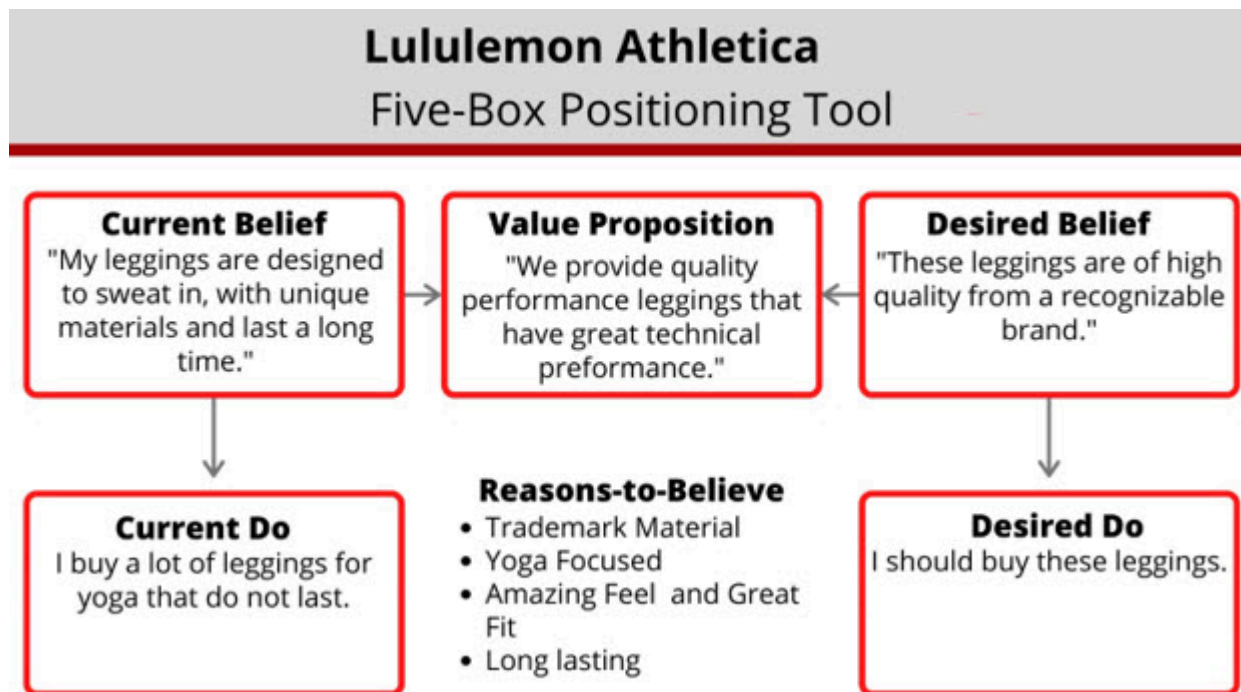 Lululemon Athletica
Five-Box Positioning Tool
Current Belief
"My leggings are designed
to sweat in, with unique
materials and last a long
time."
Value Proposition
"We provide quality
performance leggings that
have great technical
preformance."
Desired Belief
"These leggings are of high
quality from a recognizable
brand."
Current Do
I buy a lot of leggings for
yoga that do not last.
Reasons-to-Believe
• Trademark Material
• Yoga Focused
• Amazing Feel and Great
Fit
• Long lasting
Desired Do
I should buy these leggings.